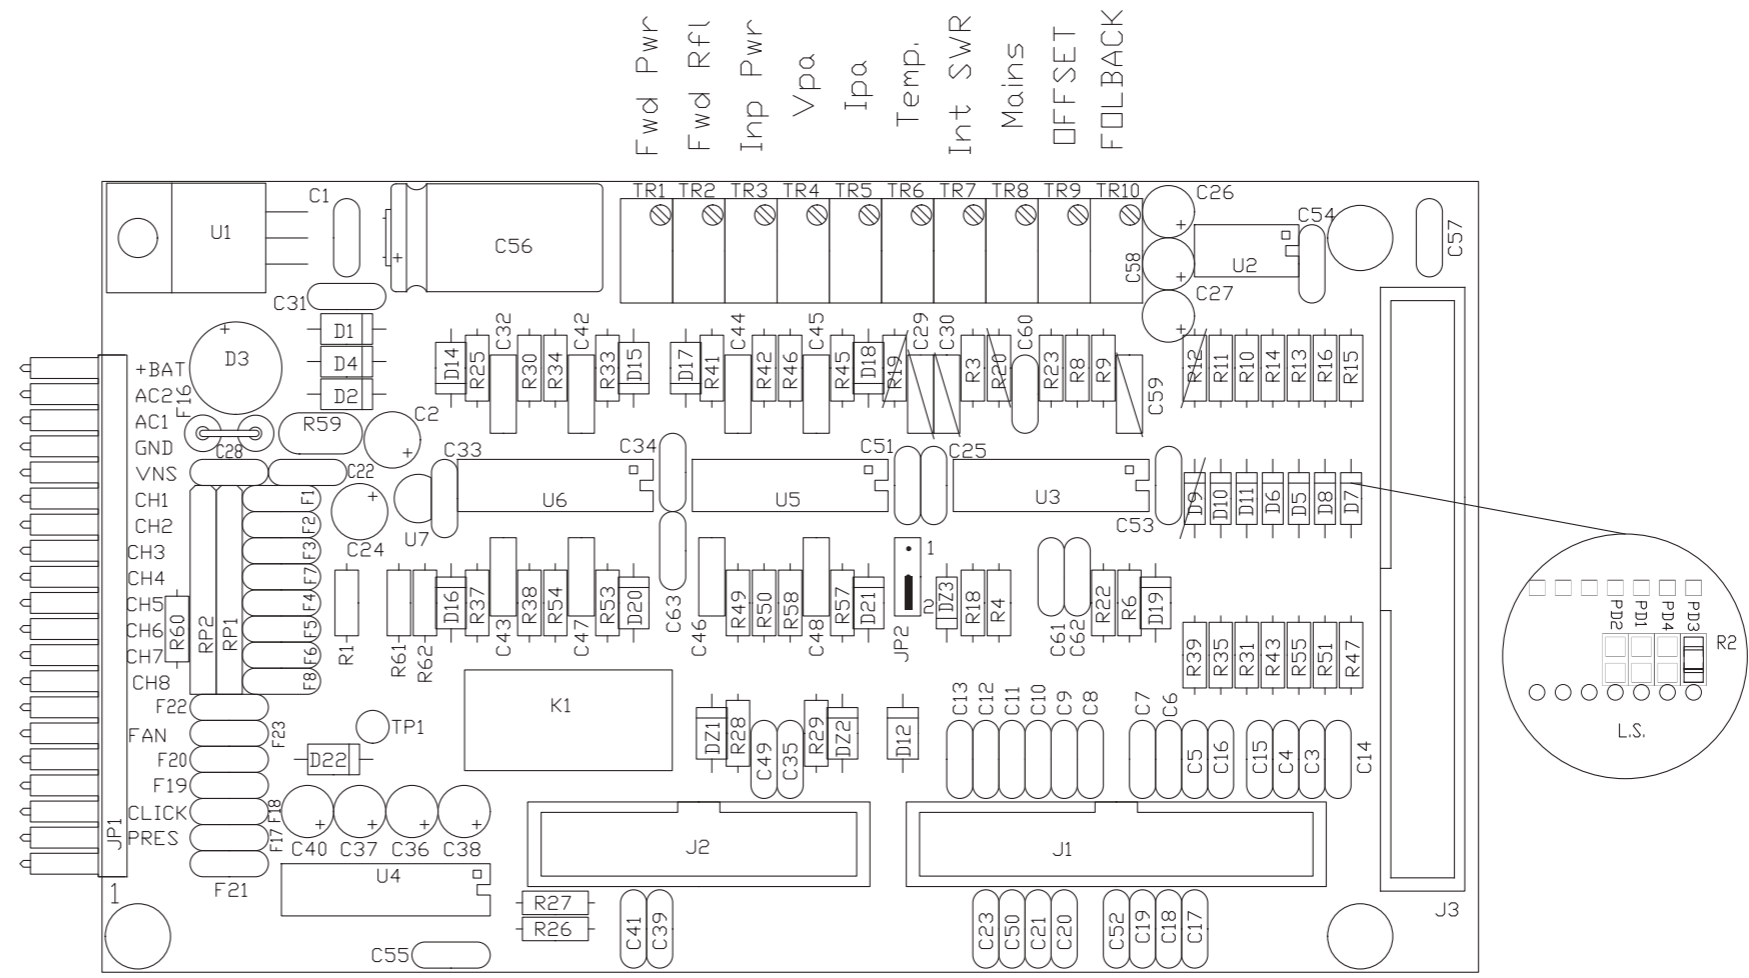 Fwd Pwr
Fwd Rfl
Inp Pwr
Vpa
Ipa
Temp.
Int SWR
Mains
OFFSET
FOLBACK
TR1 TR2 TR3 TR4 TR5 TR6 TR7 TR8 TR9 TR10
C1 C26 C54
U1 C56 C58 U2 C57
C31 C27
D1
D3 D4
D2
D14 R25 C32 R30 R34 C42 R33 D15 D17 R41 C44 R42 R46 C45 R45 D18 R19 C29 C30 R3 R20 C60 R23 R8 R9 C59 R12 R11 R10 R14 R13 R16 R15
+BAT
AC2 F16
AC1 R59 C2
GND C28 C33 C34 C51 C25
VNS C22
CH1 F1 U6 U5 U3 D9 D10 D11 D6 D5 D8 D7
CH2 F2 C24 U7 C53
CH3 F3
CH4 F7
CH5 F4
CH6 F5
CH7 F6
CH8 F8
R60 RP2 RP1 R1 R61 R62 D16 R37 C43 R38 R54 C47 R53 D20 C63 C46 R49 R50 R58 C48 R57 D21 JP2 1 2 DZ3 R18 R4 C61 C62 R22 R6 D19
R39 R35 R31 R43 R55 R51 R47
PD2 PD1 PD4 PD3 R2
L.S.
F22 K1
FAN F23 TP1 DZ1 R28 C49 C35 R29 DZ2 D12 C13 C12 C11 C10 C9 C8 C7 C6 C5 C16 C15 C4 C3 C14
F20 D22
F19
CLICK F18
PRES F17
JP1 C40 C37 C36 C38 J2 J1
1 F21 U4
R27
R26
C55 C41 C39 C23 C50 C21 C20 C52 C19 C18 C17 J3